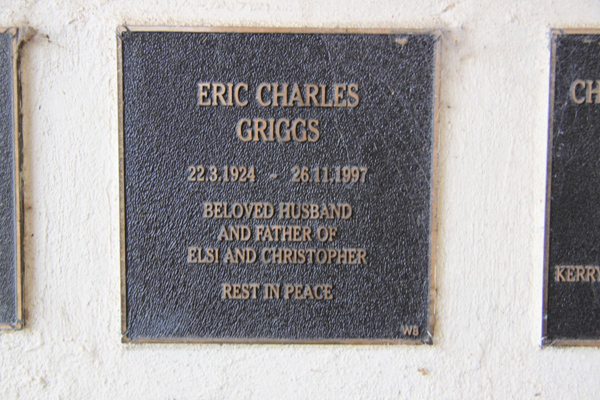 ERIC CHARLES
GRIGGS
22.3.1924 - 26.11.1997
BELOVED HUSBAND
AND FATHER OF
ELSI AND CHRISTOPHER
REST IN PEACE
W8
CH
KERRY